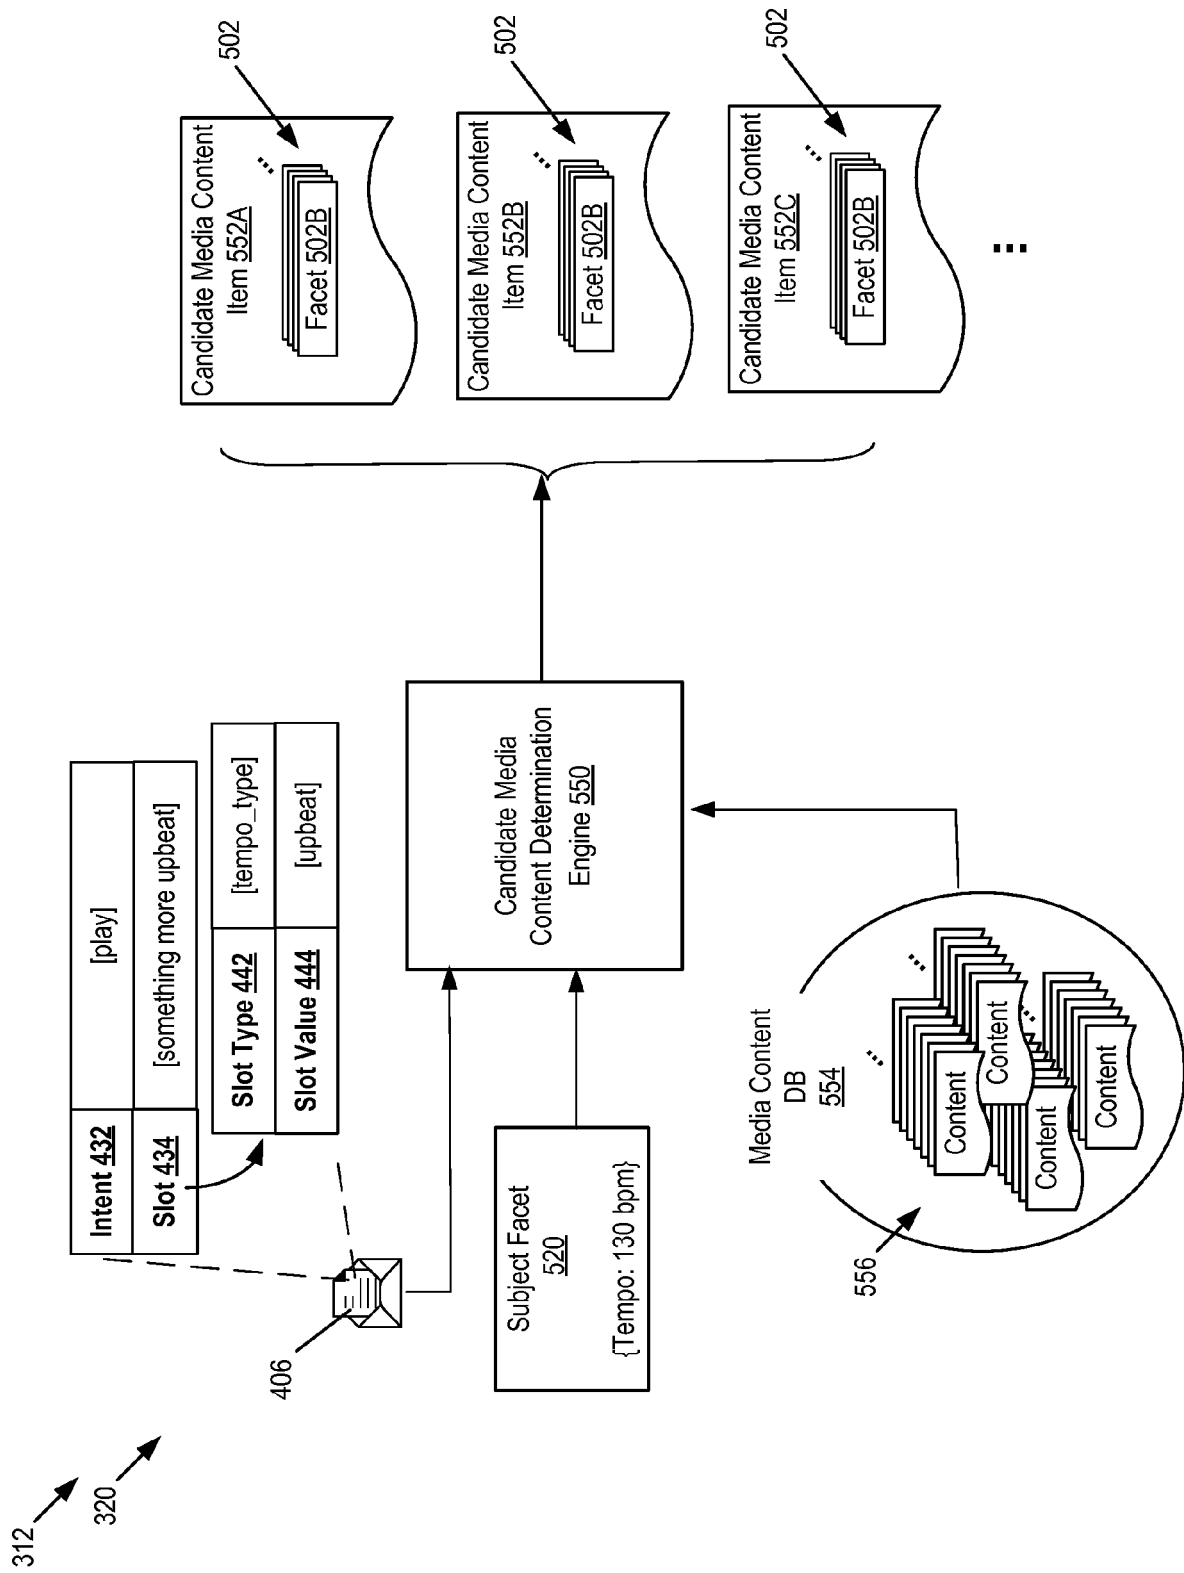 312
320
Intent 432
[play]
Slot 434
[something more upbeat]
Slot Type 442
[tempo_type]
Slot Value 444
[upbeat]
406
Subject Facet
520
{Tempo: 130 bpm}
Media Content
DB
554
Content
Content
Content
Content
556
Candidate Media
Content Determination
Engine 550
Candidate Media Content
Item 552A
Facet 502B
502
Candidate Media Content
Item 552B
Facet 502B
502
Candidate Media Content
Item 552C
Facet 502B
502